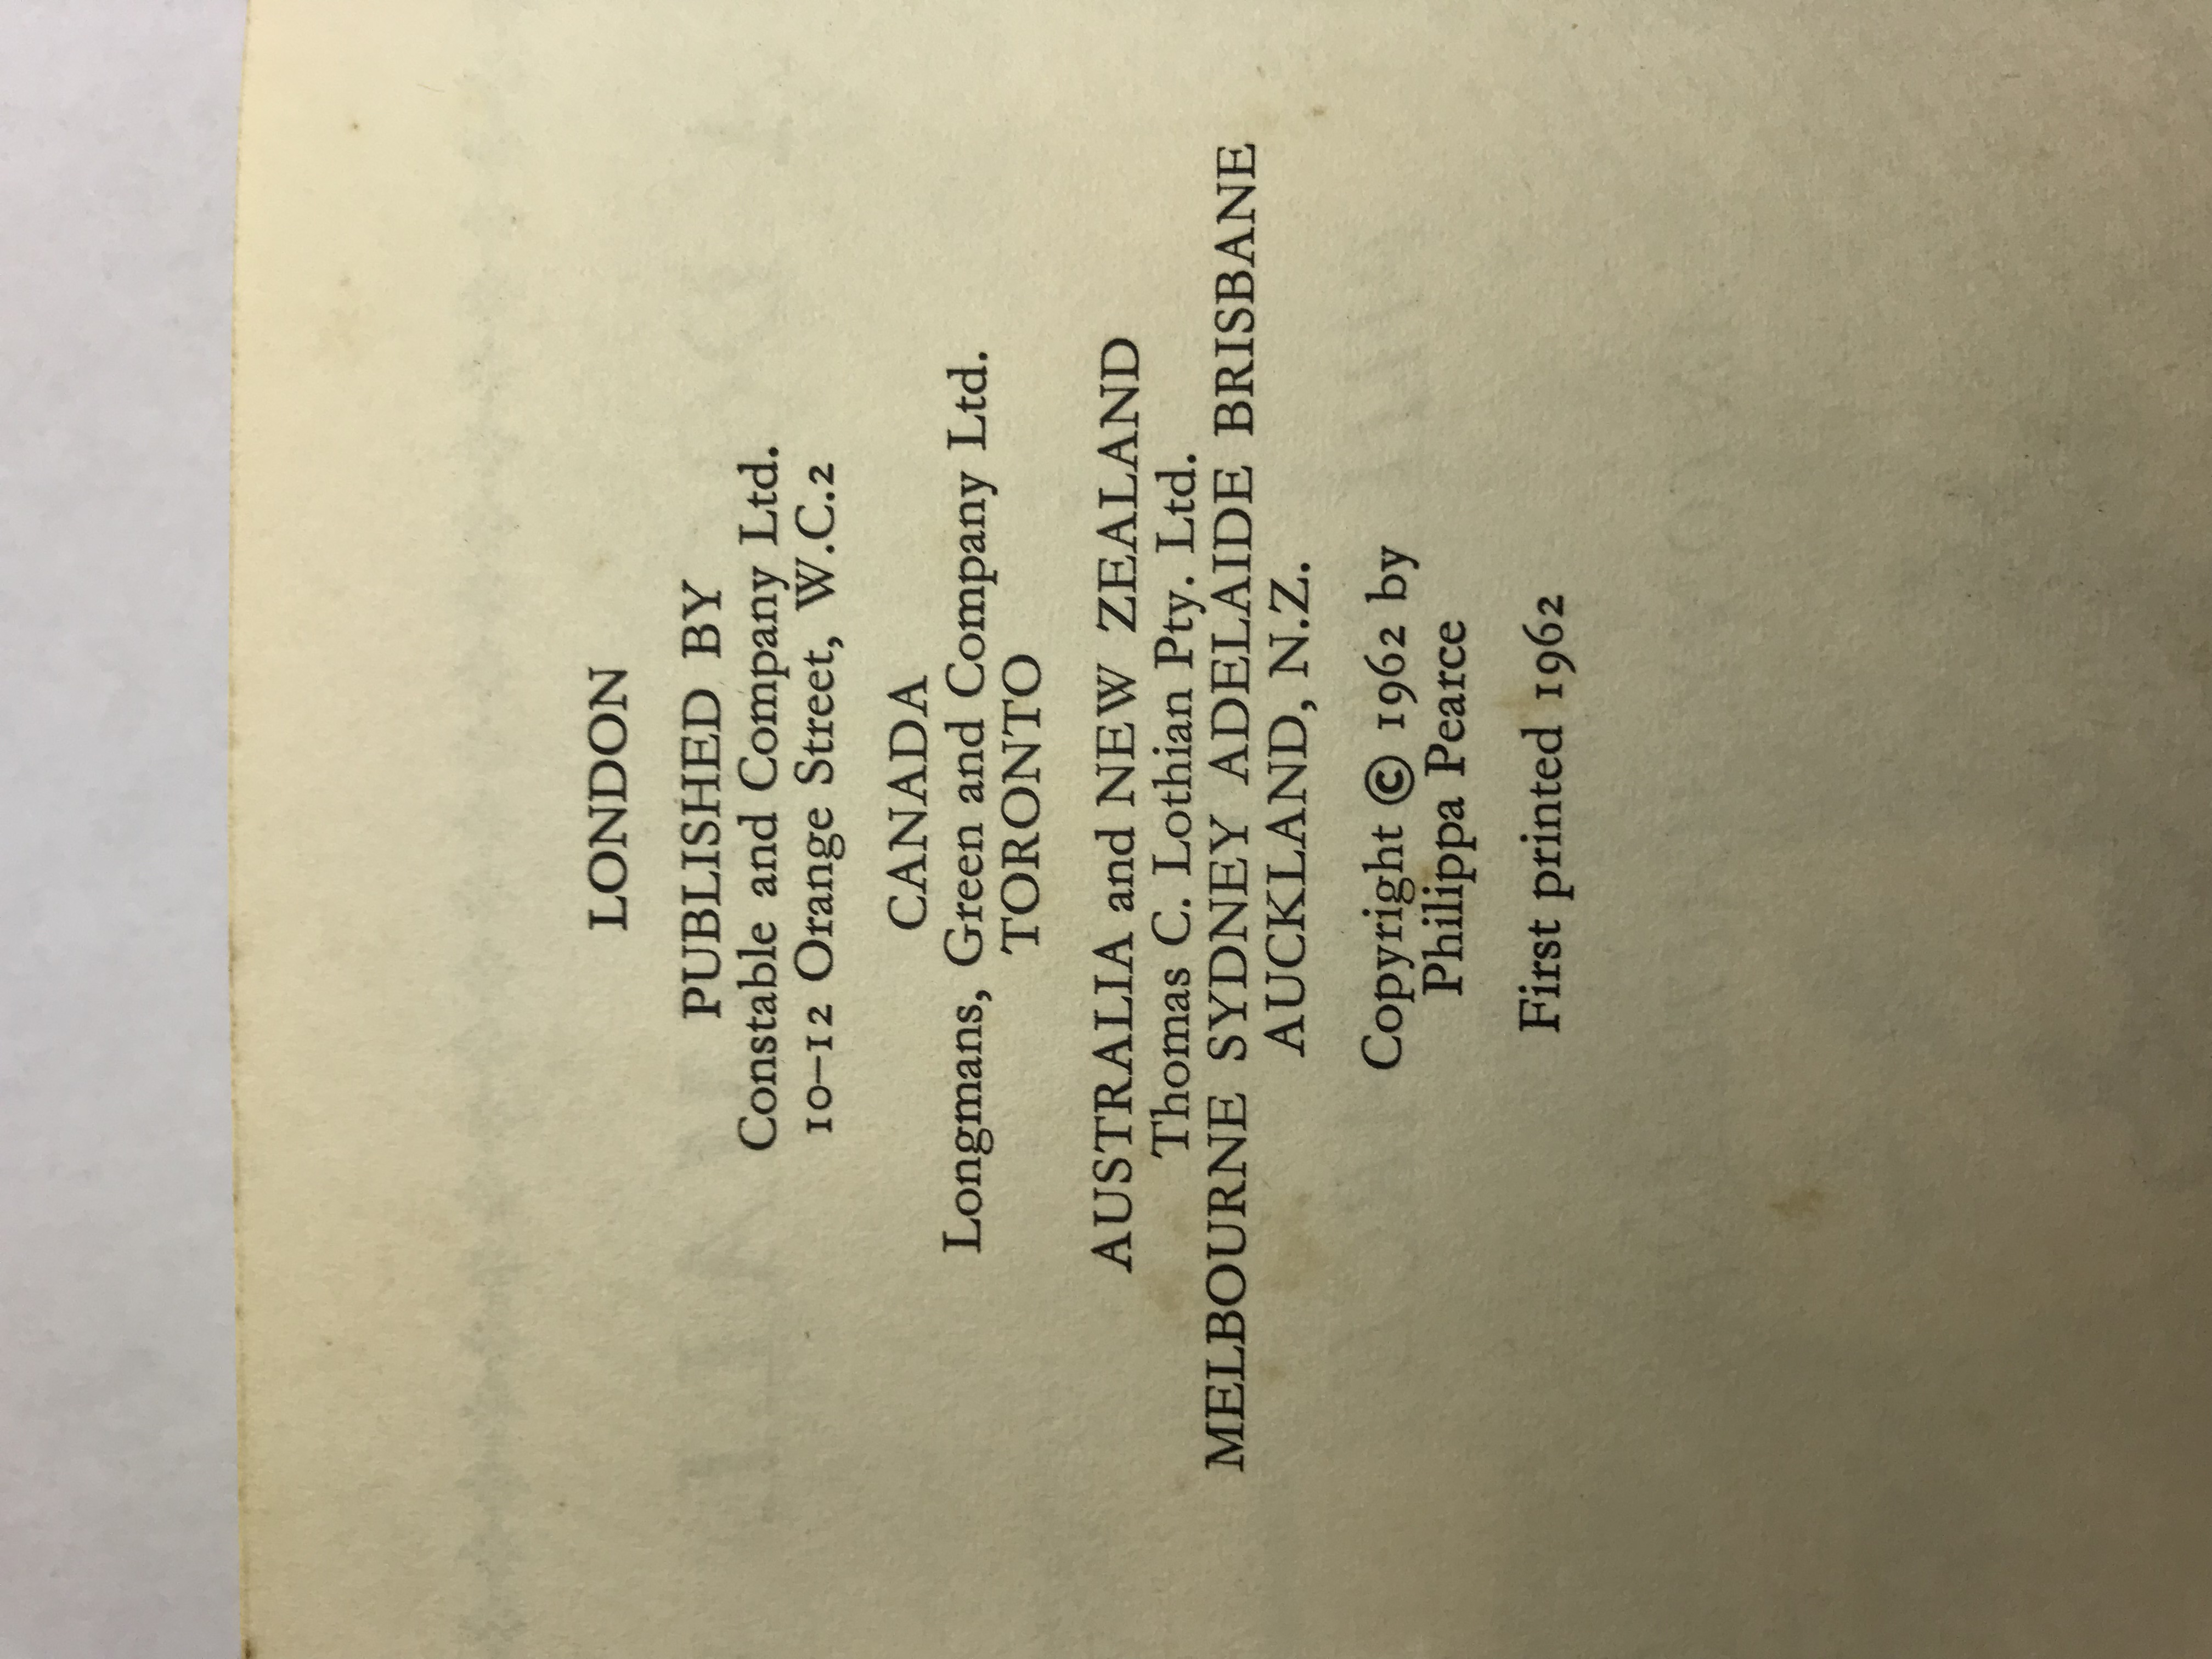 LONDON
PUBLISHED BY
Constable and Company Ltd.
10–12 Orange Street, W.C.2
CANADA
Longmans, Green and Company Ltd.
TORONTO
AUSTRALIA and NEW ZEALAND
Thomas C. Lothian Pty. Ltd.
MELBOURNE SYDNEY ADELAIDE BRISBANE
AUCKLAND, N.Z.
Copyright © 1962 by
Philippa Pearce
First printed 1962